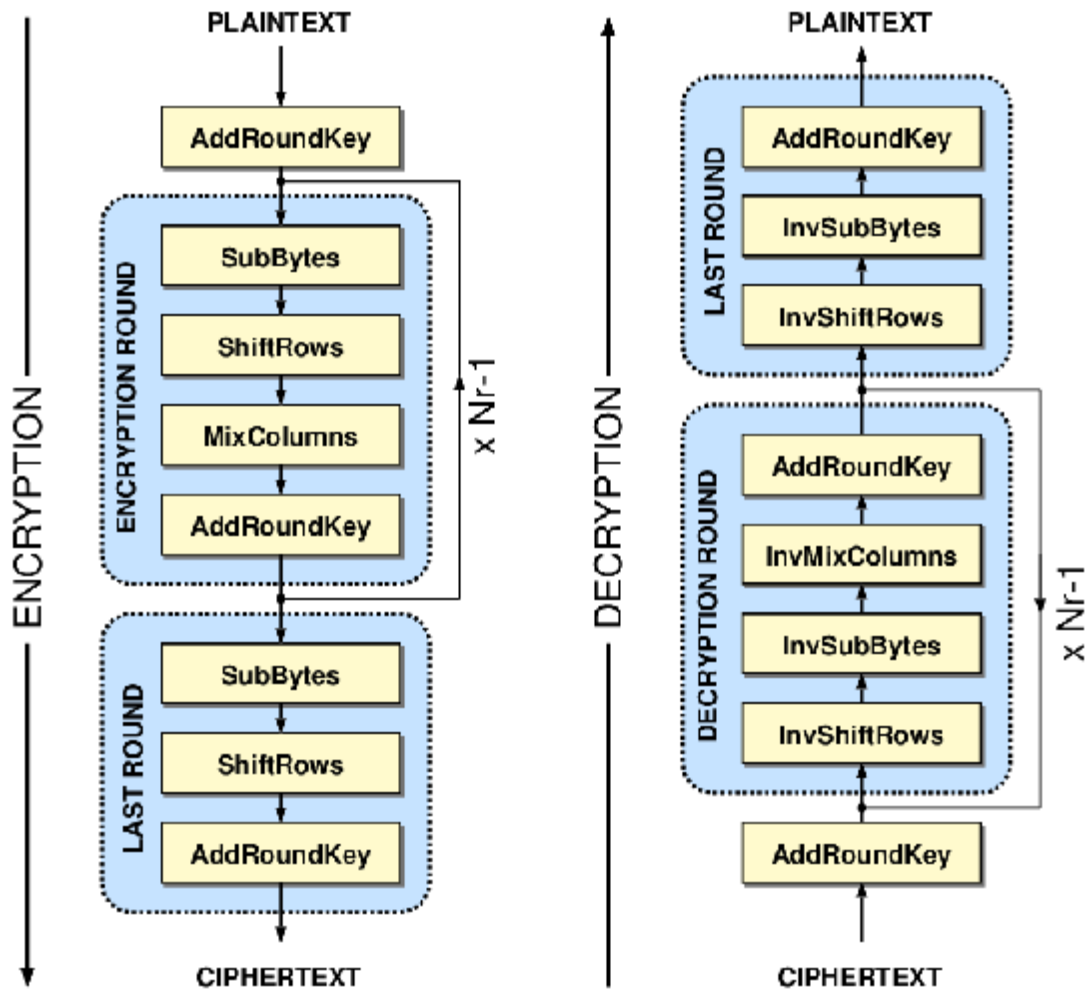 PLAINTEXT
AddRoundKey
SubBytes
ShiftRows
MixColumns
AddRoundKey
ENCRYPTION ROUND
x Nr-1
SubBytes
ShiftRows
AddRoundKey
LAST ROUND
CIPHERTEXT
ENCRYPTION
PLAINTEXT
AddRoundKey
InvSubBytes
InvShiftRows
LAST ROUND
AddRoundKey
InvMixColumns
InvSubBytes
InvShiftRows
DECRYPTION ROUND
x Nr-1
AddRoundKey
CIPHERTEXT
DECRYPTION